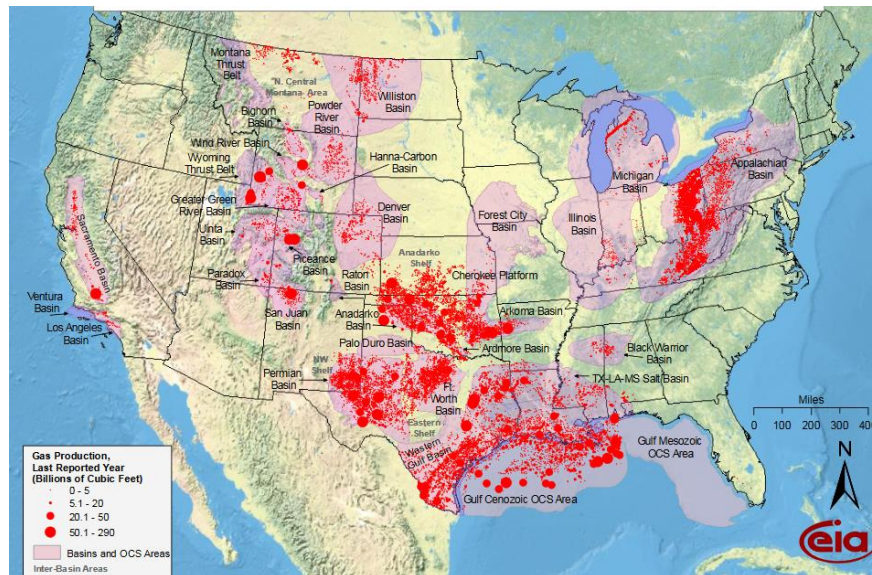 Montana
Thrust
Belt
N. Central
Montana Area
Powder
River
Basin
Williston
Basin
Bighorn
Basin
Wind River Basin
Wyoming
Thrust Belt
Hanna-Carbon
Basin
Greater Green
River Basin
Uinta
Basin
Piceance
Basin
Paradox
Basin
San Juan
Basin
Denver
Basin
Raton
Basin
Anadarko
Shelf
Forest City
Basin
Cherokee Platform
Illinois
Basin
Michigan
Basin
Appalachian
Basin
Sacramento Basin
Ventura
Basin
Los Angeles
Basin
Anadarko
Basin
Palo Duro Basin
Arkoma Basin
Ardmore Basin
Black Warrior
Basin
NW
Shelf
Permian
Basin
Ft.
Worth
Basin
Eastern
Shelf
TX-LA-MS Salt Basin
Western
Gulf Basin
Gulf Cenozoic OCS Area
Gulf Mesozoic
OCS Area
Miles
0 100 200 300 400
N
eia
Gas Production,
Last Reported Year
(Billions of Cubic Feet)
0 - 5
5.1 - 20
20.1 - 50
50.1 - 290
Basins and OCS Areas
Inter-Basin Areas